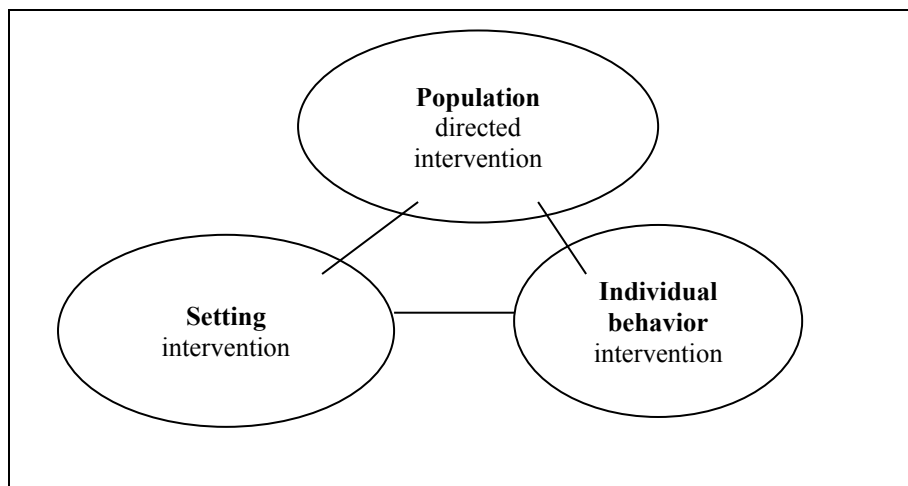 Population
directed
intervention
Setting
intervention
Individual
behavior
intervention